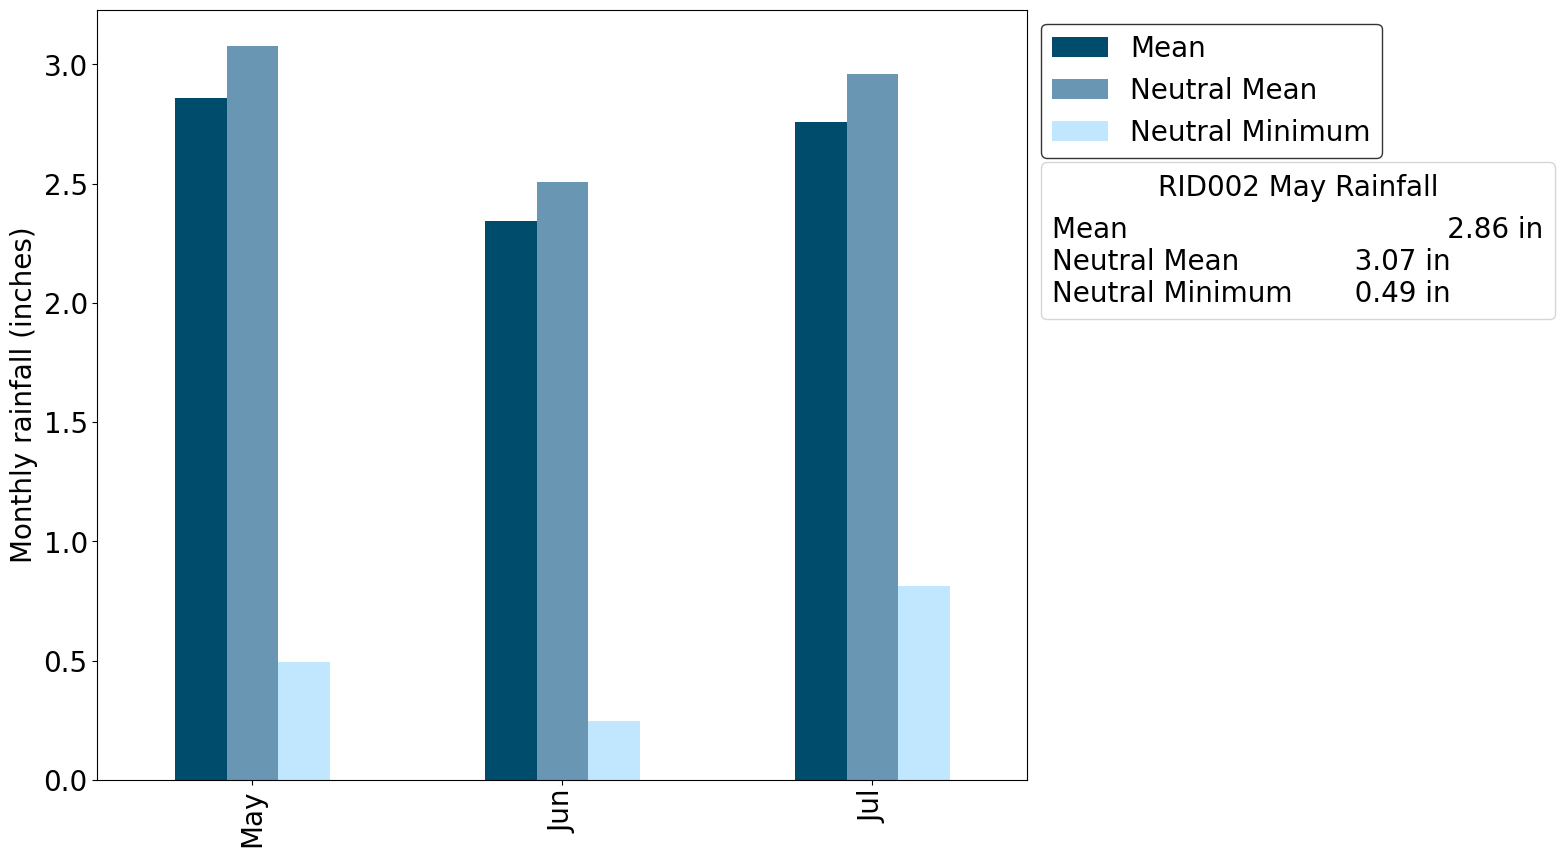 Monthly rainfall (inches)
3.0
2.5
2.0
1.5
1.0
0.5
0.0
May
Jun
Jul
Mean
Neutral Mean
Neutral Minimum
RID002 May Rainfall
Mean 2.86 in
Neutral Mean 3.07 in
Neutral Minimum 0.49 in